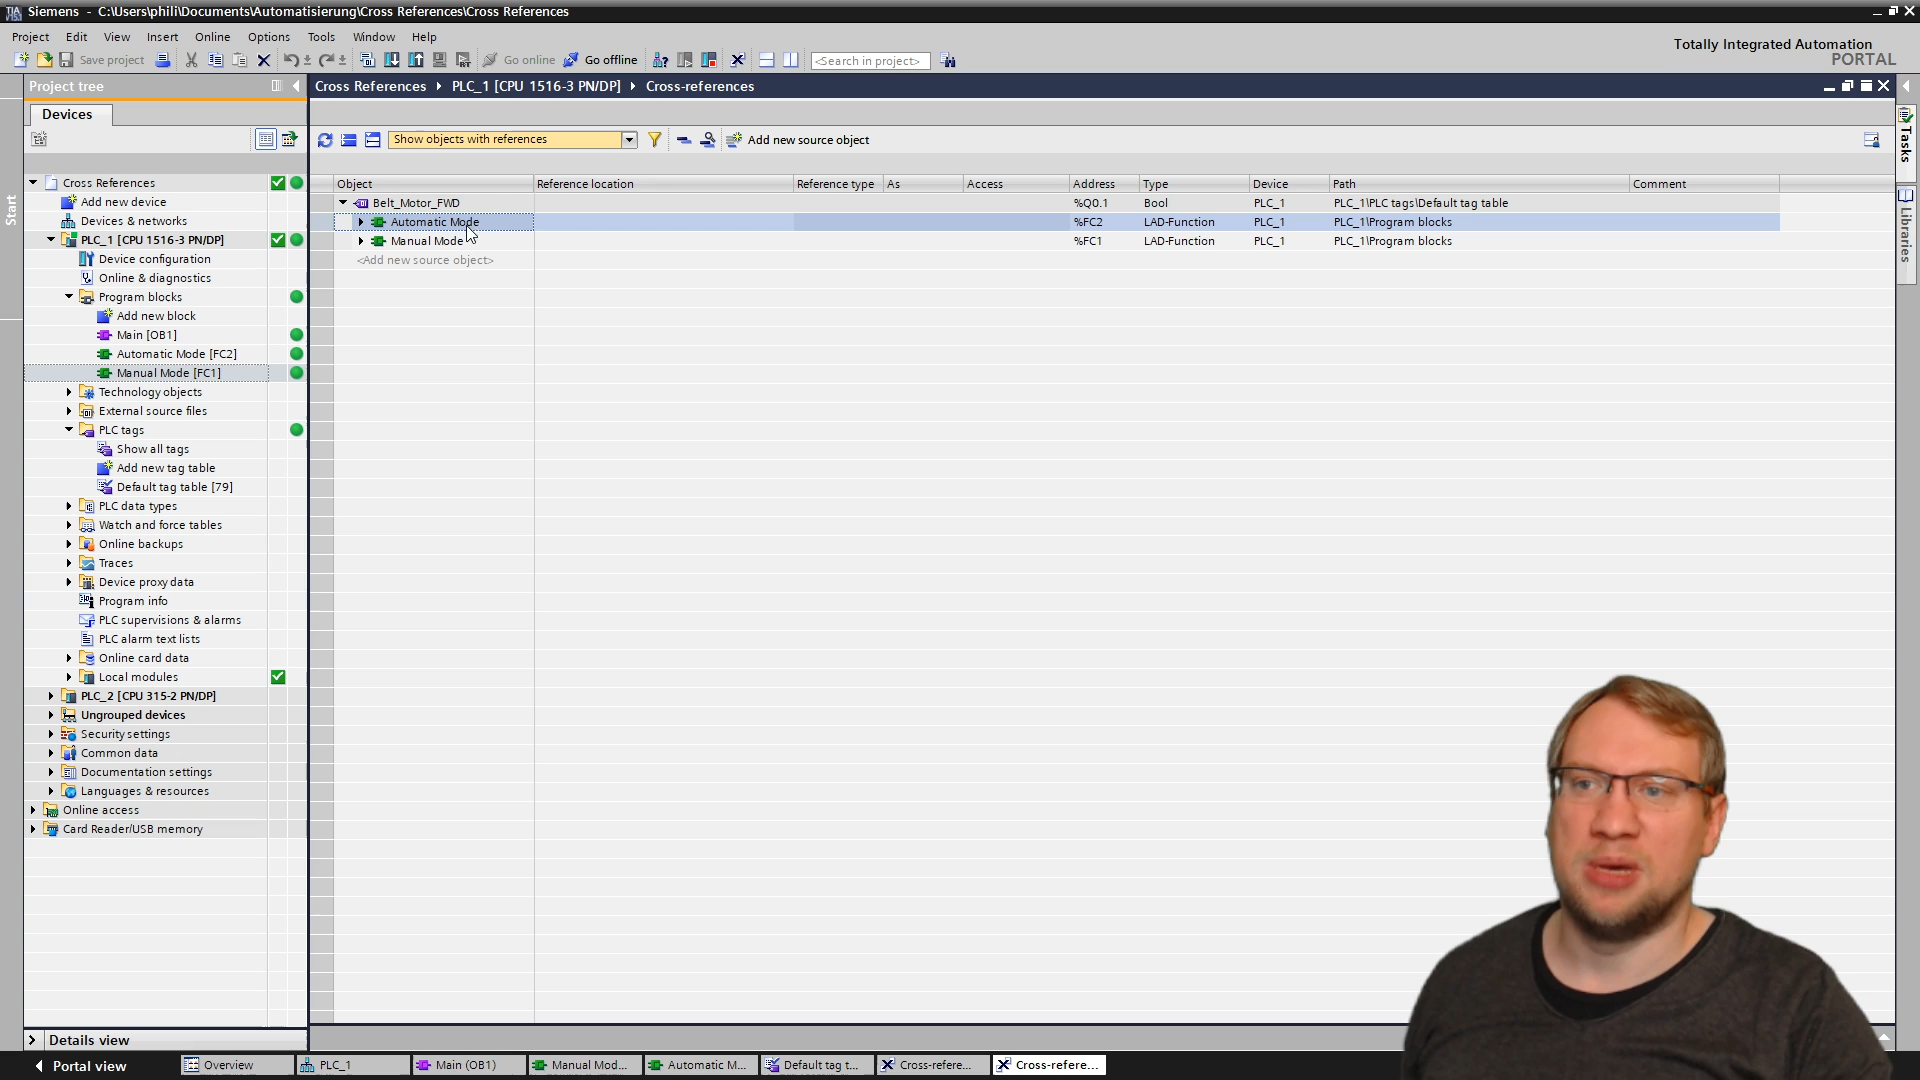 Siemens - C:\Users\phili\Documents\Automatisierung\Cross References\Cross References
Project Edit View Insert Online Options Tools Window Help
Totally Integrated Automation
PORTAL
Save project Go online Go offline <Search in project>
Project tree
Cross References PLC_1 [CPU 1516-3 PN/DP] Cross-references
Devices
Show objects with references Add new source object
Start
Tasks
Libraries
Object Reference location Reference type As Access Address Type Device Path Comment
Belt_Motor_FWD %Q0.1 Bool PLC_1 PLC_1\PLC tags\Default tag table
Automatic Mode %FC2 LAD-Function PLC_1 PLC_1\Program blocks
Manual Mode %FC1 LAD-Function PLC_1 PLC_1\Program blocks
<Add new source object>
Cross References
Add new device
Devices & networks
PLC_1 [CPU 1516-3 PN/DP]
Device configuration
Online & diagnostics
Program blocks
Add new block
Main [OB1]
Automatic Mode [FC2]
Manual Mode [FC1]
Technology objects
External source files
PLC tags
Show all tags
Add new tag table
Default tag table [79]
PLC data types
Watch and force tables
Online backups
Traces
Device proxy data
Program info
PLC supervisions & alarms
PLC alarm text lists
Online card data
Local modules
PLC_2 [CPU 315-2 PN/DP]
Ungrouped devices
Security settings
Common data
Documentation settings
Languages & resources
Online access
Card Reader/USB memory
Details view
Portal view Overview PLC_1 Main (OB1) Manual Mod... Automatic M... Default tag t... Cross-refere... Cross-refere...